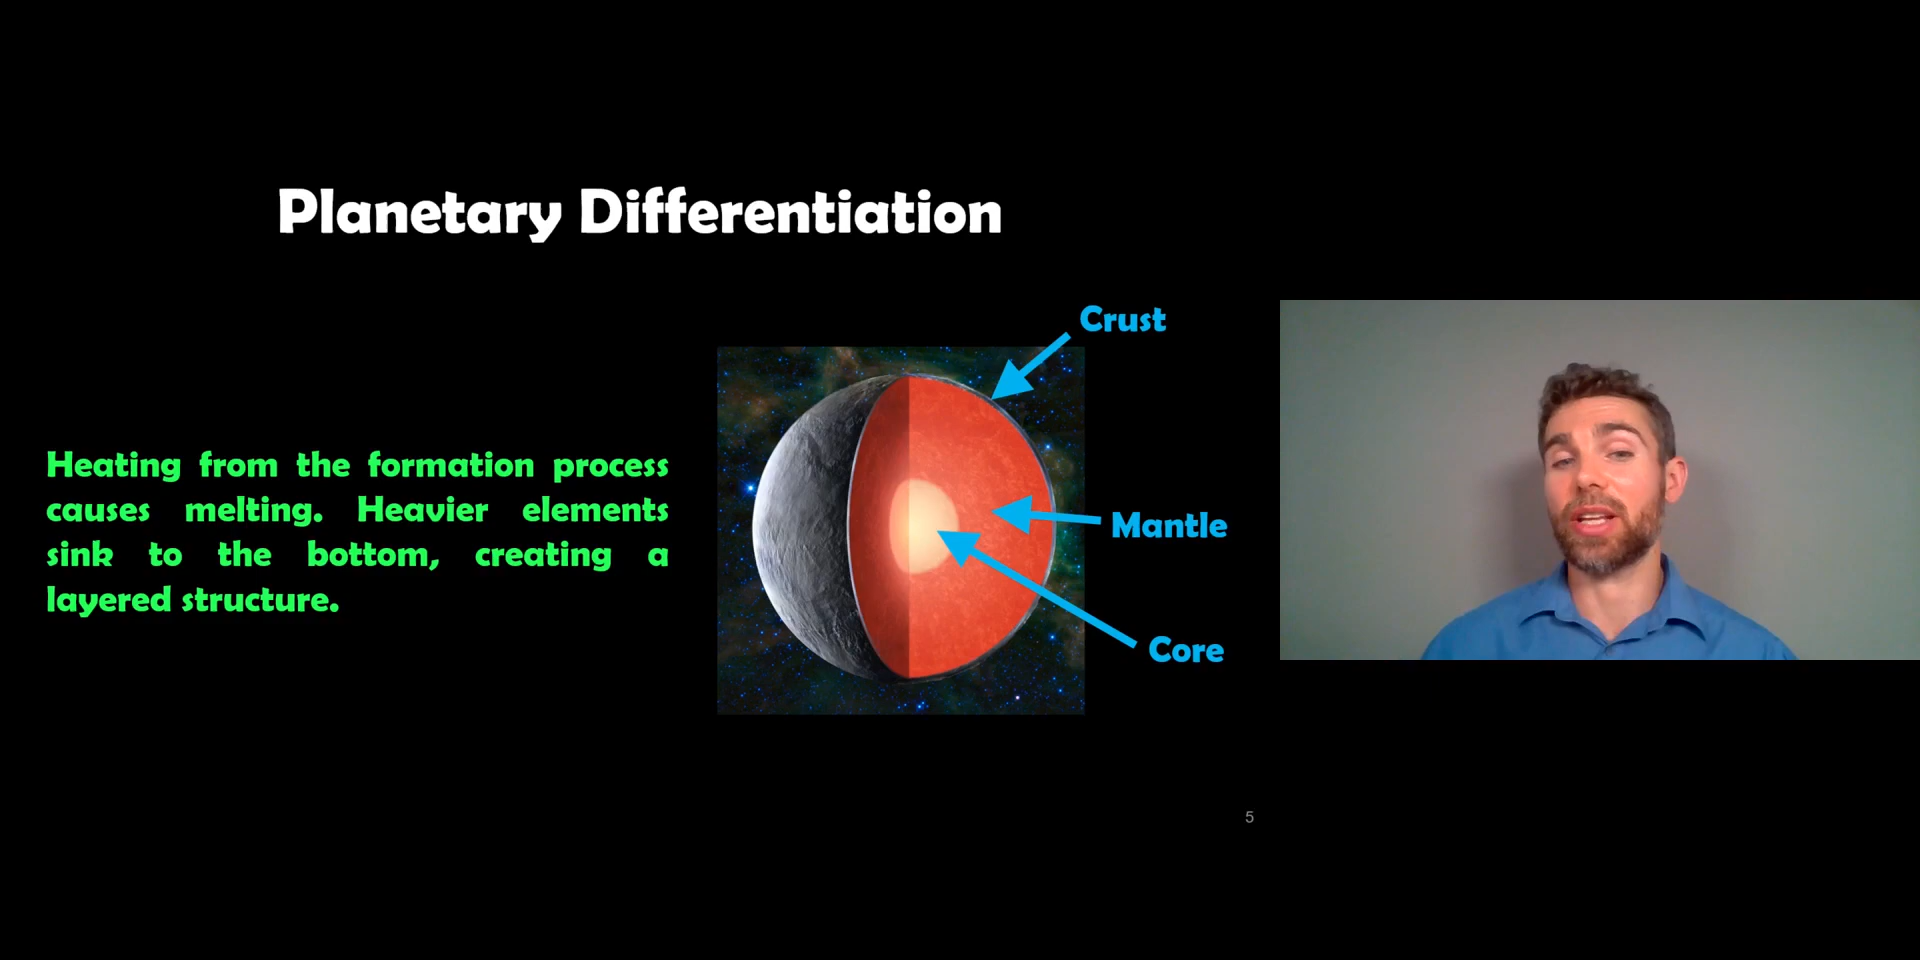 Planetary Differentiation
Crust
Heating from the formation process
causes melting. Heavier elements
sink to the bottom, creating a
layered structure.
Mantle
Core
5